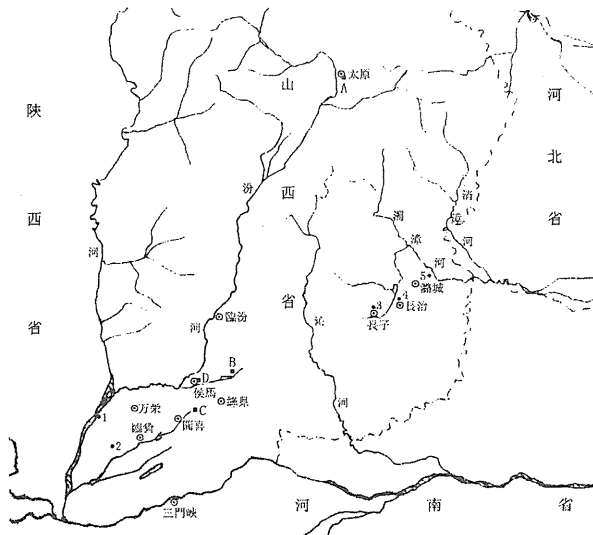 陝西省
山西省
河北省
河南省
太原
A
汾河
河
沁河
濁漳河
清漳河
5
潞城
4
長治
3
長子
臨汾
B
D
侯馬
C
絳県
聞喜
万栄
臨猗
1
2
三門峡